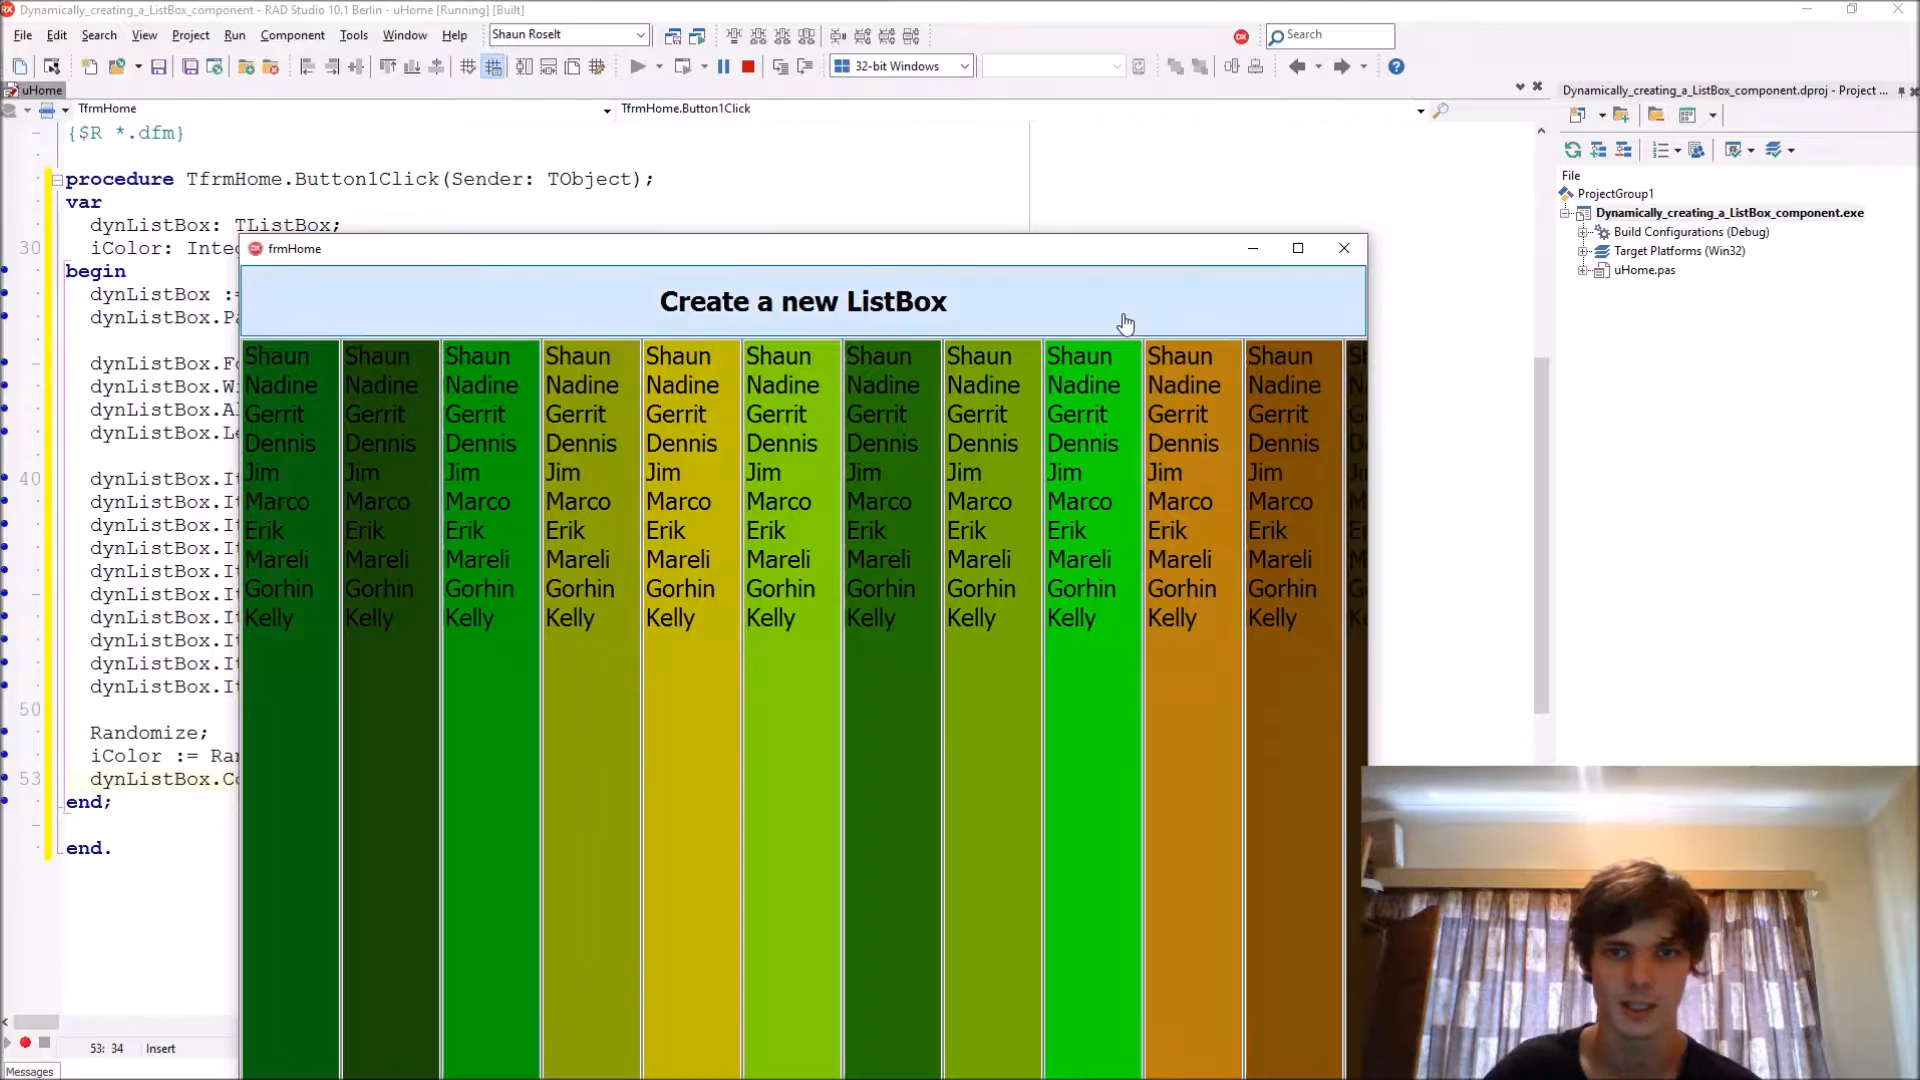 Dynamically_creating_a_ListBox_component - RAD Studio 10.1 Berlin - uHome [Running] [Built]
File Edit Search View Project Run Component Tools Window Help Shaun Roselt Search
32-bit Windows
uHome
Dynamically_creating_a_ListBox_component.dproj - Project ...
TfrmHome TfrmHome.Button1Click
{$R *.dfm}
procedure TfrmHome.Button1Click(Sender: TObject);
var
dynListBox: TListBox;
30 iColor: Inte
begin
dynListBox :=
dynListBox.Pa
dynListBox.Fo
dynListBox.Wi
dynListBox.Al
dynListBox.Le
40 dynListBox.It
dynListBox.It
dynListBox.It
dynListBox.It
dynListBox.It
dynListBox.It
dynListBox.It
dynListBox.It
dynListBox.It
dynListBox.It
50
Randomize;
iColor := Ran
53 dynListBox.Co
end;
end.
frmHome
Create a new ListBox
Shaun Shaun Shaun Shaun Shaun Shaun Shaun Shaun Shaun Shaun Shaun Sh
Nadine Nadine Nadine Nadine Nadine Nadine Nadine Nadine Nadine Nadine Nadine Na
Gerrit Gerrit Gerrit Gerrit Gerrit Gerrit Gerrit Gerrit Gerrit Gerrit Gerrit Ge
Dennis Dennis Dennis Dennis Dennis Dennis Dennis Dennis Dennis Dennis Dennis De
Jim Jim Jim Jim Jim Jim Jim Jim Jim Jim Jim Jim
Marco Marco Marco Marco Marco Marco Marco Marco Marco Marco Marco Ma
Erik Erik Erik Erik Erik Erik Erik Erik Erik Erik Erik Eri
Mareli Mareli Mareli Mareli Mareli Mareli Mareli Mareli Mareli Mareli Mareli Ma
Gorhin Gorhin Gorhin Gorhin Gorhin Gorhin Gorhin Gorhin Gorhin Gorhin Gorhin Go
Kelly Kelly Kelly Kelly Kelly Kelly Kelly Kelly Kelly Kelly Kelly Ke
File
ProjectGroup1
Dynamically_creating_a_ListBox_component.exe
Build Configurations (Debug)
Target Platforms (Win32)
uHome.pas
53: 34 Insert
Messages